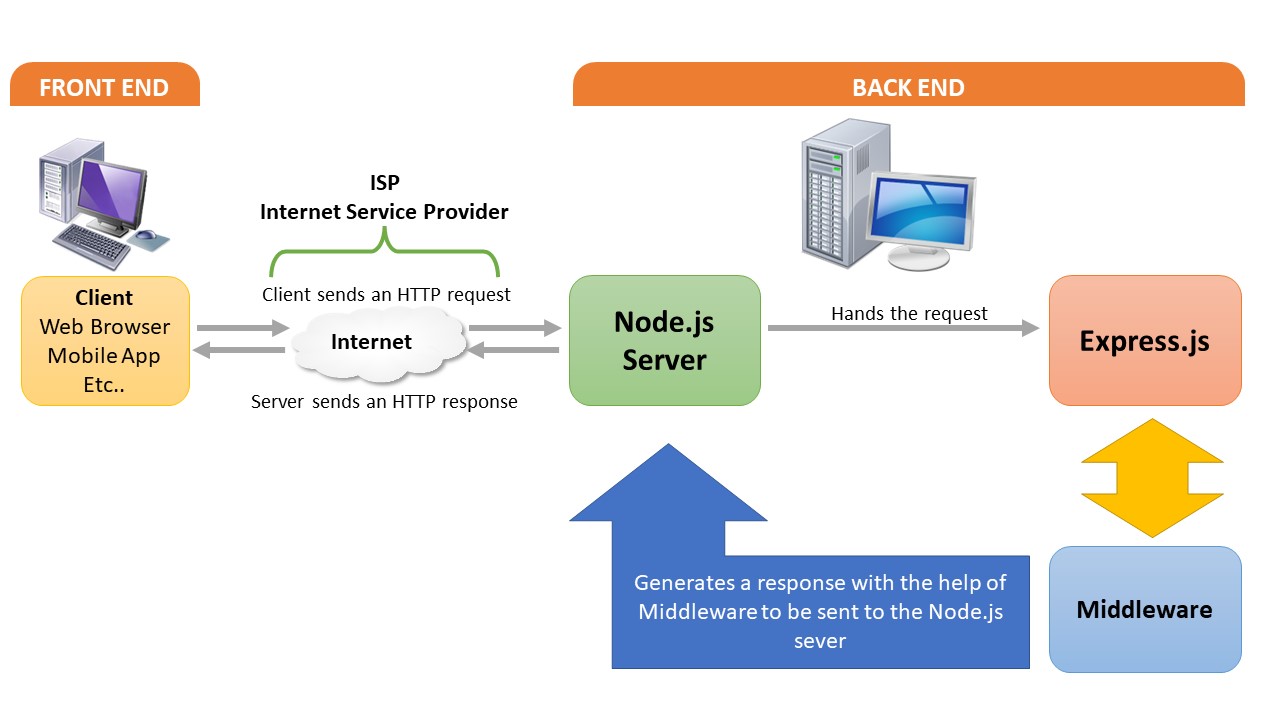 FRONT END
BACK END
ISP
Internet Service Provider
Client sends an HTTP request
Client
Web Browser
Mobile App
Etc..
Internet
Server sends an HTTP response
Node.js
Server
Hands the request
Express.js
Generates a response with the help of
Middleware to be sent to the Node.js
sever
Middleware